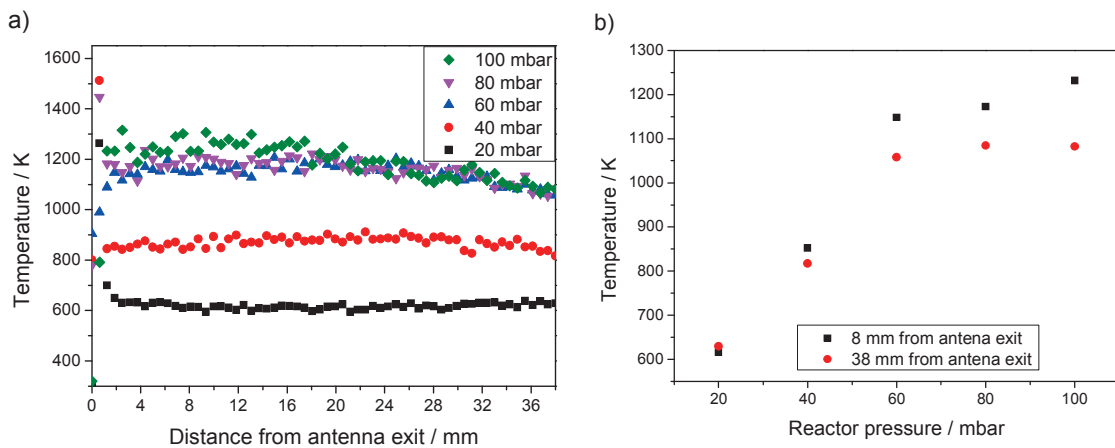 a)
1600
1400
1200
1000
800
600
400
Temperature / K
100 mbar
80 mbar
60 mbar
40 mbar
20 mbar
0 4 8 12 16 20 24 28 32 36
Distance from antenna exit / mm
b)
1300
1200
1100
1000
900
800
700
600
Temperature / K
8 mm from antena exit
38 mm from antena exit
20 40 60 80 100
Reactor pressure / mbar